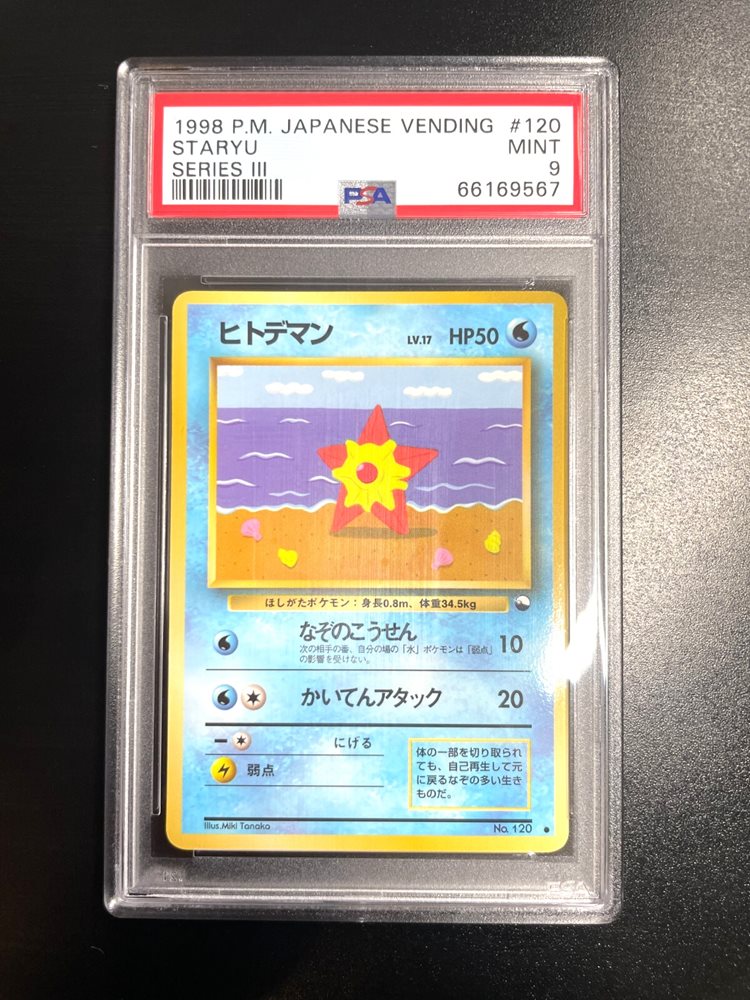 1998 P.M. JAPANESE VENDING #120
STARYU MINT
SERIES III 9
PSA 66169567
ヒトデマン LV.17 HP50
ほしがたポケモン：身長0.8m、体重34.5kg
なぞのこうせん 10
次の相手の番、自分の場の「水」ポケモンは「弱点」
の影響を受けない。
かいてんアタック 20
にげる
弱点
体の一部を切り取られ
ても、自己再生して元
に戻るなぞの多い生き
ものだ。
Illus.Miki Tanaka No. 120
PSA